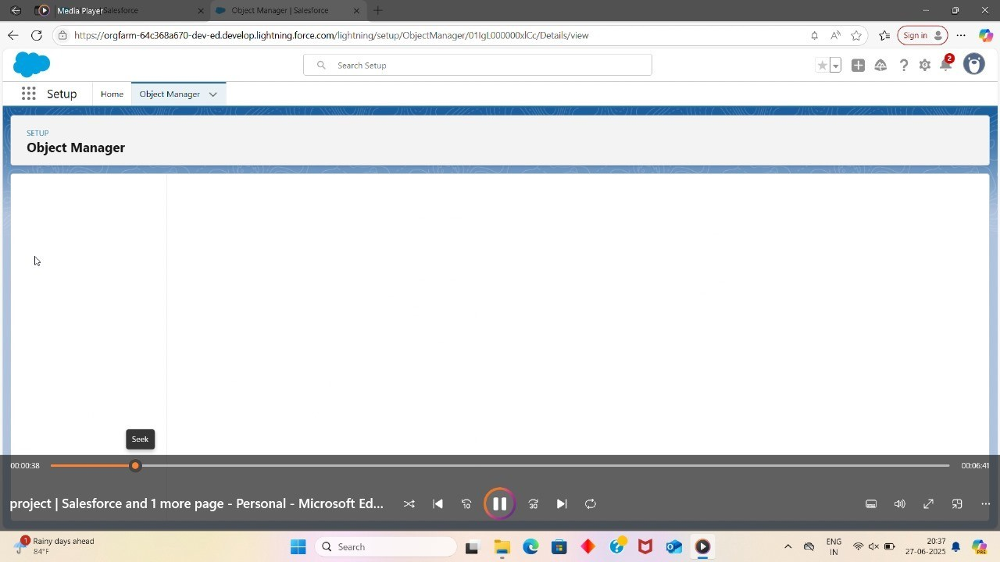 Media Player
Salesforce
Object Manager | Salesforce
https://orgfarm-64c368a670-dev-ed.develop.lightning.force.com/lightning/setup/ObjectManager/01IgL000000xlCc/Details/view
Sign in
Search Setup
2
Setup
Home
Object Manager
SETUP
Object Manager
Seek
00:00:38
00:06:41
project | Salesforce and 1 more page - Personal - Microsoft Ed...
10
30
1
Rainy days ahead
84°F
Search
ENG
IN
20:37
27-06-2025
PRE